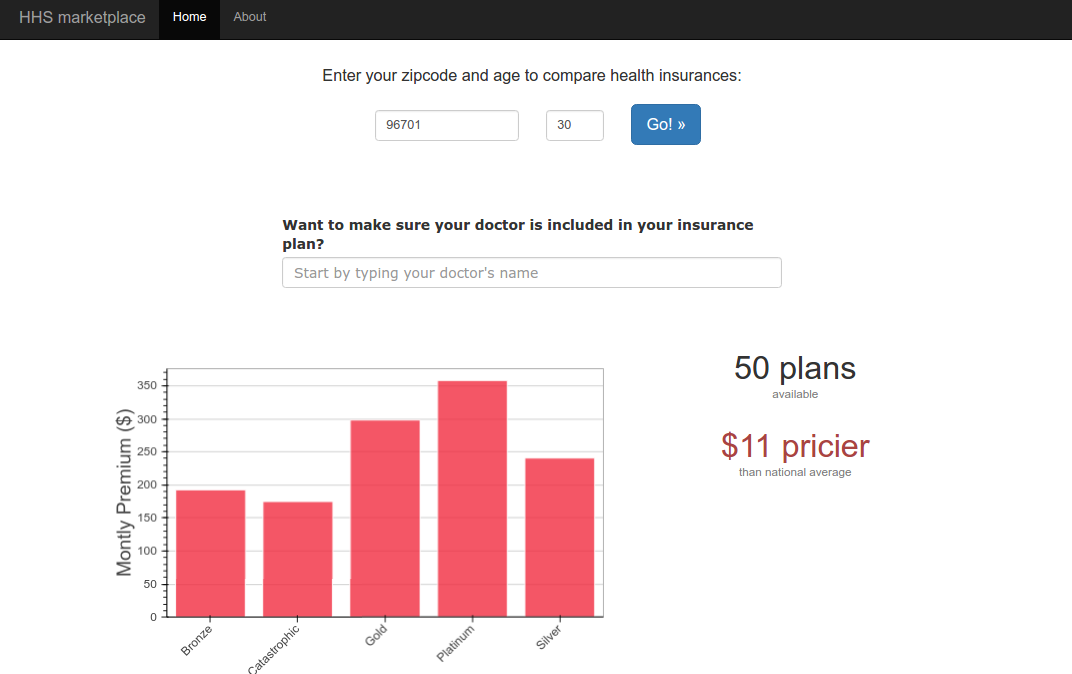 HHS marketplace Home About
Enter your zipcode and age to compare health insurances:
96701 30 Go! »
Want to make sure your doctor is included in your insurance
plan?
Start by typing your doctor's name
50 plans
available
$11 pricier
than national average
Montly Premium ($)
350
300
250
200
150
100
50
0
Bronze Catastrophic Gold Platinum Silver